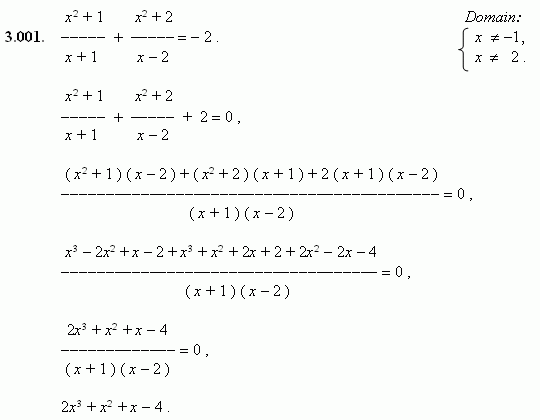 3.001. (x² + 1)/(x + 1) + (x² + 2)/(x − 2) = − 2 .
Domain:
{ x ≠ −1,
x ≠ 2 .
(x² + 1)/(x + 1) + (x² + 2)/(x − 2) + 2 = 0 ,
(( x² + 1 ) ( x − 2 ) + ( x² + 2 ) ( x + 1 ) + 2 ( x + 1 ) ( x − 2 ))/(( x + 1 ) ( x − 2 )) = 0 ,
(x³ − 2x² + x − 2 + x³ + x² + 2x + 2 + 2x² − 2x − 4)/(( x + 1 ) ( x − 2 )) = 0 ,
(2x³ + x² + x − 4)/(( x + 1 ) ( x − 2 )) = 0 ,
2x³ + x² + x − 4 .